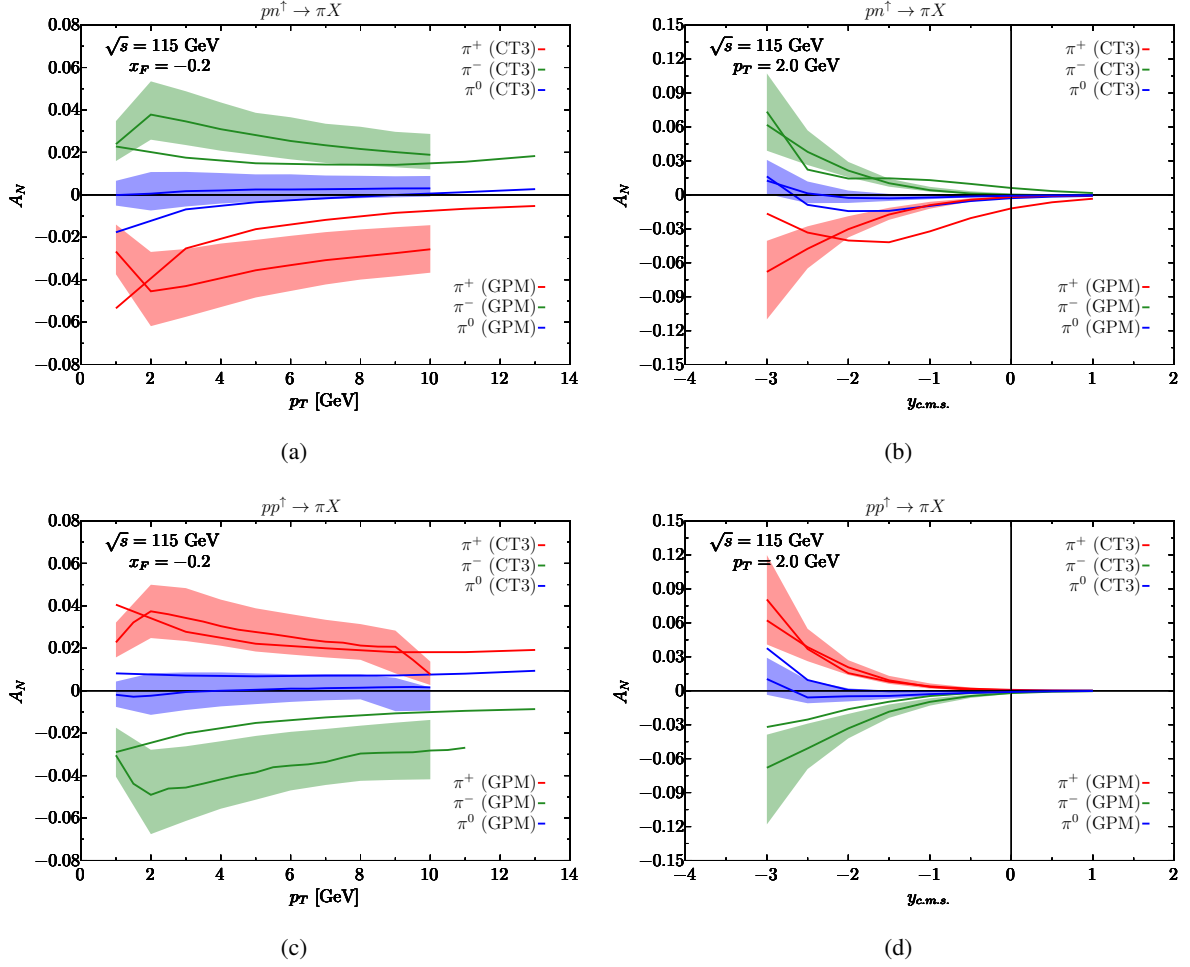 pn↑ → πX
√s = 115 GeV
x_F = −0.2
π⁺ (CT3)
π⁻ (CT3)
π⁰ (CT3)
π⁺ (GPM)
π⁻ (GPM)
π⁰ (GPM)
0.08
0.06
0.04
0.02
0
−0.02
−0.04
−0.06
−0.08
A_N
0 2 4 6 8 10 12 14
p_T [GeV]
(a)
pn↑ → πX
√s = 115 GeV
p_T = 2.0 GeV
π⁺ (CT3)
π⁻ (CT3)
π⁰ (CT3)
π⁺ (GPM)
π⁻ (GPM)
π⁰ (GPM)
0.15
0.12
0.09
0.06
0.03
0
−0.03
−0.06
−0.09
−0.12
−0.15
A_N
−4 −3 −2 −1 0 1 2
y_c.m.s.
(b)
pp↑ → πX
√s = 115 GeV
x_F = −0.2
π⁺ (CT3)
π⁻ (CT3)
π⁰ (CT3)
π⁺ (GPM)
π⁻ (GPM)
π⁰ (GPM)
0.08
0.06
0.04
0.02
0
−0.02
−0.04
−0.06
−0.08
A_N
0 2 4 6 8 10 12 14
p_T [GeV]
(c)
pp↑ → πX
√s = 115 GeV
p_T = 2.0 GeV
π⁺ (CT3)
π⁻ (CT3)
π⁰ (CT3)
π⁺ (GPM)
π⁻ (GPM)
π⁰ (GPM)
0.15
0.12
0.09
0.06
0.03
0
−0.03
−0.06
−0.09
−0.12
−0.15
A_N
−4 −3 −2 −1 0 1 2
y_c.m.s.
(d)